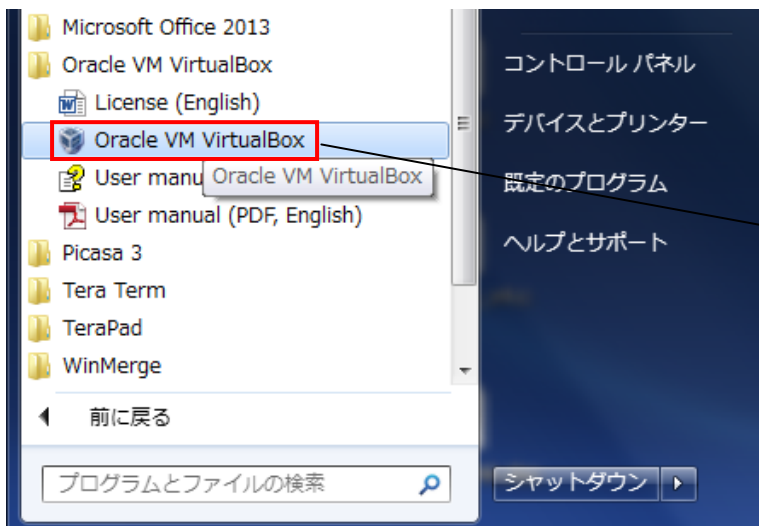 Microsoft Office 2013
Oracle VM VirtualBox
License (English)
Oracle VM VirtualBox
User manu
Oracle VM VirtualBox
User manual (PDF, English)
Picasa 3
Tera Term
TeraPad
WinMerge
前に戻る
プログラムとファイルの検索
コントロール パネル
デバイスとプリンター
既定のプログラム
ヘルプとサポート
シャットダウン